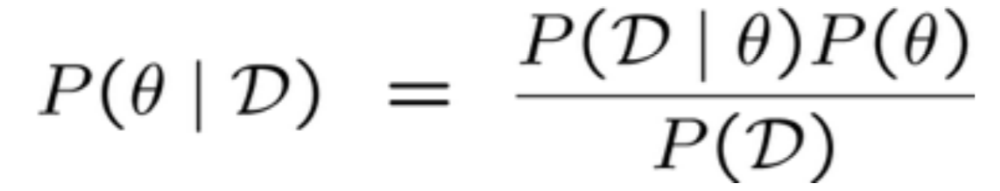 P(θ | 𝒟) = P(𝒟 | θ)P(θ) / P(𝒟)